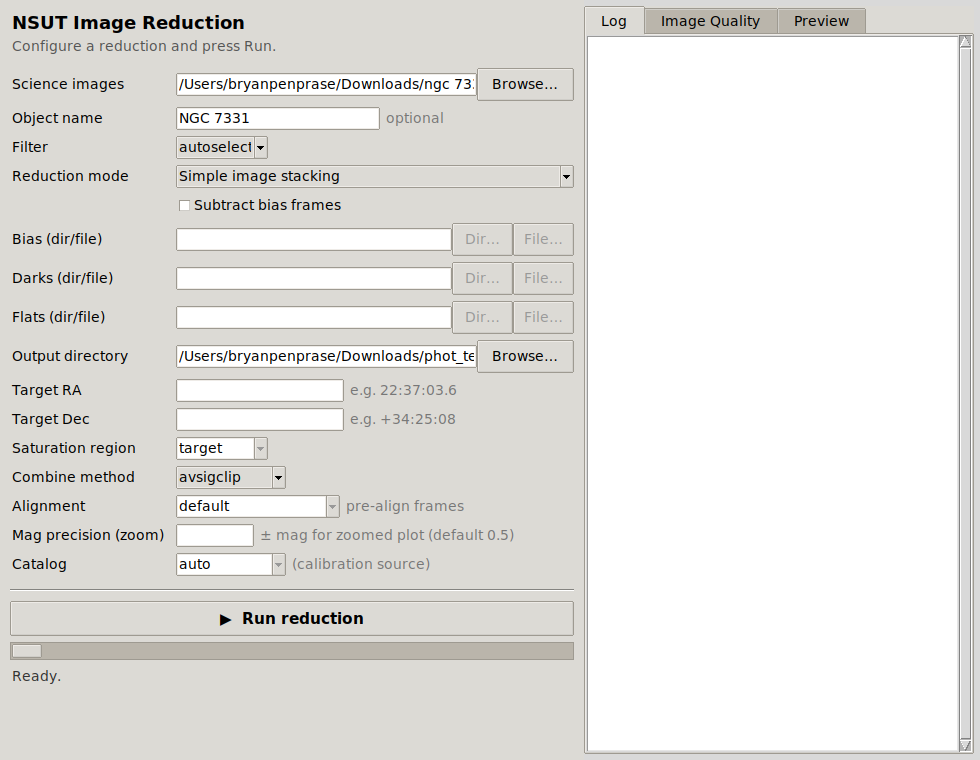 NSUT Image Reduction
Configure a reduction and press Run.
Science images /Users/bryanpenprase/Downloads/ngc 73 Browse...
Object name NGC 7331 optional
Filter autoselect
Reduction mode Simple image stacking
Subtract bias frames
Bias (dir/file) Dir... File...
Darks (dir/file) Dir... File...
Flats (dir/file) Dir... File...
Output directory /Users/bryanpenprase/Downloads/phot_te Browse...
Target RA e.g. 22:37:03.6
Target Dec e.g. +34:25:08
Saturation region target
Combine method avsigclip
Alignment default pre-align frames
Mag precision (zoom) ± mag for zoomed plot (default 0.5)
Catalog auto (calibration source)
▶ Run reduction
Ready.
Log Image Quality Preview